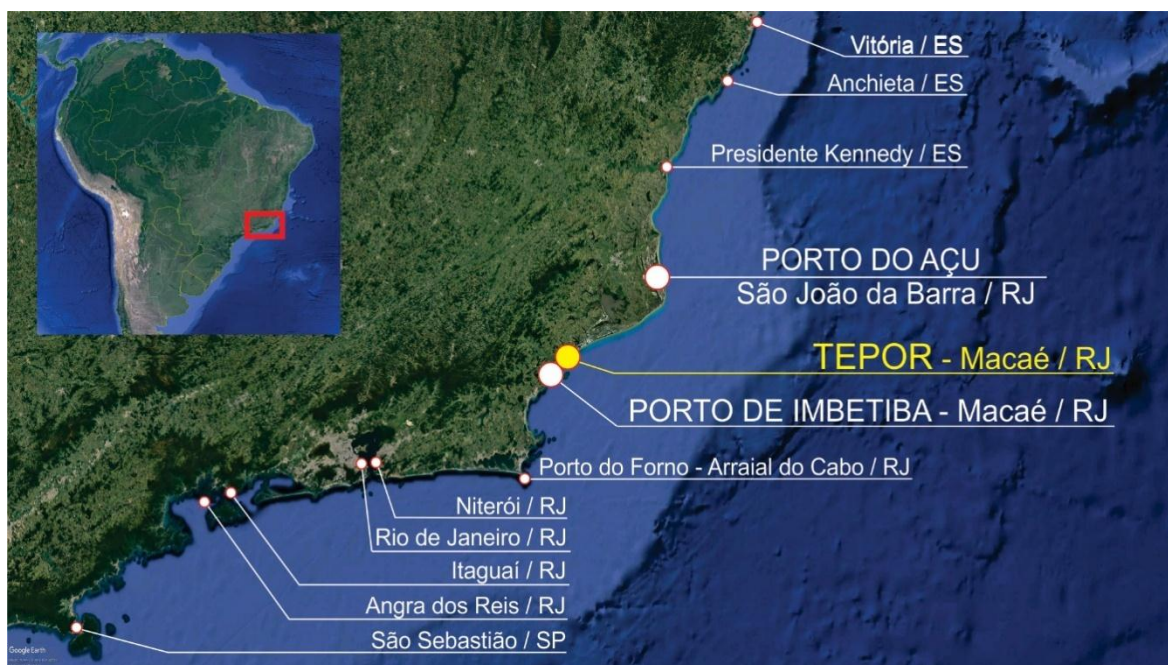 Vitória / ES
Anchieta / ES
Presidente Kennedy / ES
PORTO DO AÇU
São João da Barra / RJ
TEPOR - Macaé / RJ
PORTO DE IMBETIBA - Macaé / RJ
Porto do Forno - Arraial do Cabo / RJ
Niterói / RJ
Rio de Janeiro / RJ
Itaguaí / RJ
Angra dos Reis / RJ
São Sebastião / SP
Google Earth